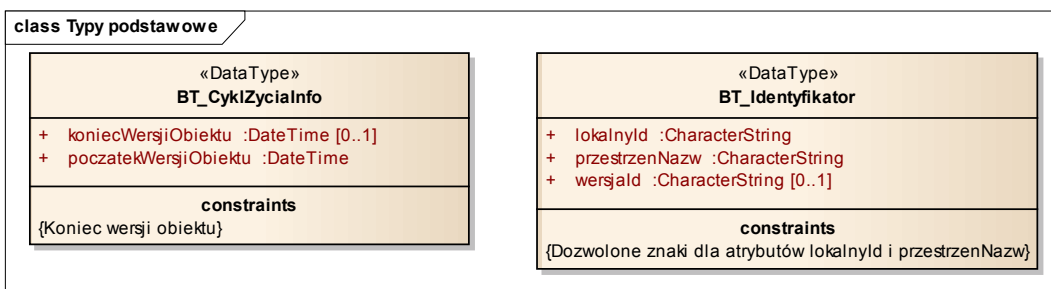 class Typy podstawowe
«DataType»
BT_CyklZyciaInfo
+ koniecWersjiObiektu :DateTime [0..1]
+ poczatekWersjiObiektu :DateTime
constraints
{Koniec wersji obiektu}
«DataType»
BT_Identyfikator
+ lokalnyId :CharacterString
+ przestrzenNazw :CharacterString
+ wersjaId :CharacterString [0..1]
constraints
{Dozwolone znaki dla atrybutów lokalnyId i przestrzenNazw}